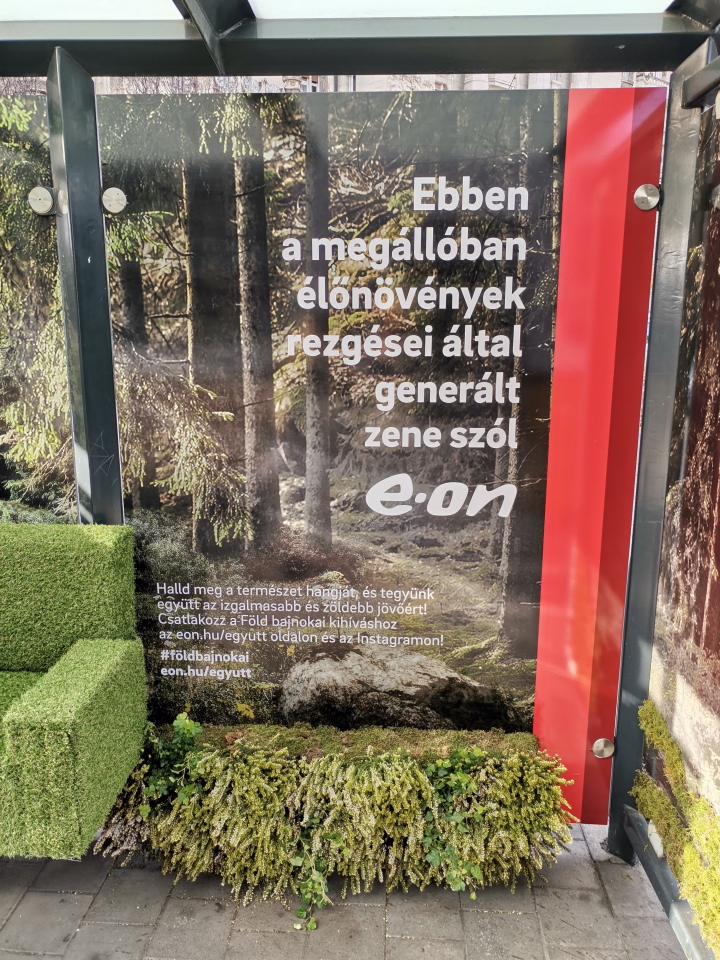 Ebben
a megállóban
élőnövények
rezgései által
generált
zene szól
e·on
Halld meg a természet hangját, és tegyünk
együtt az izgalmasabb és zöldebb jövőért!
Csatlakozz a Föld bajnokai kihíváshoz
az eon.hu/együtt oldalon és az Instagramon!
#földbajnokai
eon.hu/egyutt